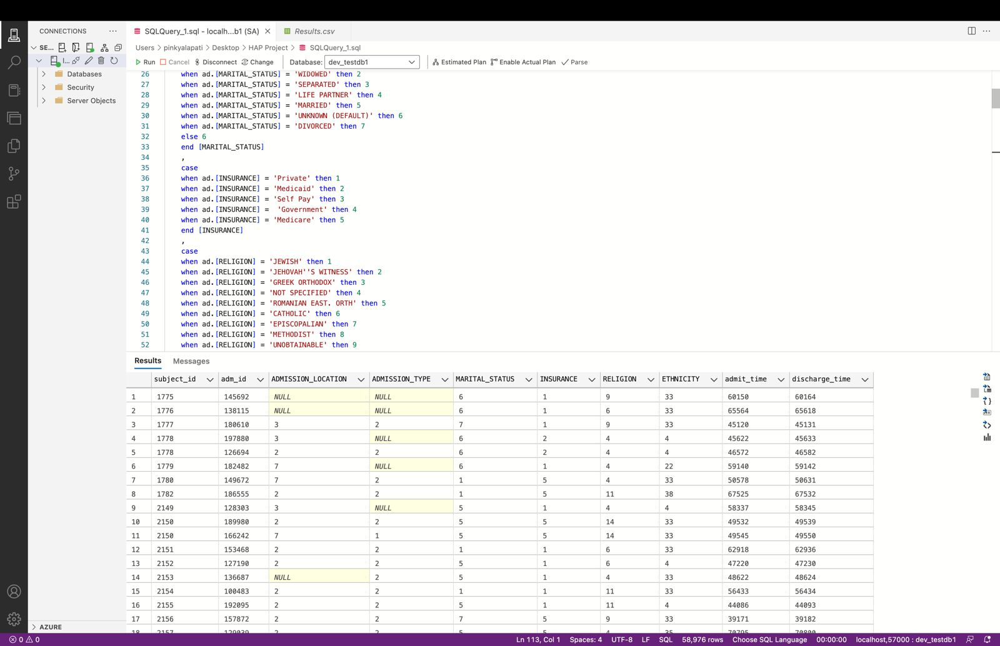 CONNECTIONS ...
SQLQuery_1.sql - localh...b1 (SA)
Results.csv
SE...
Users > pinkyalapati > Desktop > HAP Project > SQLQuery_1.sql
Run Cancel Disconnect Change Database: dev_testdb1 Estimated Plan Enable Actual Plan Parse
Databases
Security
Server Objects
26 when ad.[MARITAL_STATUS] = 'WIDOWED' then 2
27 when ad.[MARITAL_STATUS] = 'SEPARATED' then 3
28 when ad.[MARITAL_STATUS] = 'LIFE PARTNER' then 4
29 when ad.[MARITAL_STATUS] = 'MARRIED' then 5
30 when ad.[MARITAL_STATUS] = 'UNKNOWN (DEFAULT)' then 6
31 when ad.[MARITAL_STATUS] = 'DIVORCED' then 7
32 else 6
33 end [MARITAL_STATUS]
34 ,
35 case
36 when ad.[INSURANCE] = 'Private' then 1
37 when ad.[INSURANCE] = 'Medicaid' then 2
38 when ad.[INSURANCE] = 'Self Pay' then 3
39 when ad.[INSURANCE] =  'Government' then 4
40 when ad.[INSURANCE] = 'Medicare' then 5
41 end [INSURANCE]
42 ,
43 case
44 when ad.[RELIGION] = 'JEWISH' then 1
45 when ad.[RELIGION] = 'JEHOVAH''S WITNESS' then 2
46 when ad.[RELIGION] = 'GREEK ORTHODOX' then 3
47 when ad.[RELIGION] = 'NOT SPECIFIED' then 4
48 when ad.[RELIGION] = 'ROMANIAN EAST. ORTH' then 5
49 when ad.[RELIGION] = 'CATHOLIC' then 6
50 when ad.[RELIGION] = 'EPISCOPALIAN' then 7
51 when ad.[RELIGION] = 'METHODIST' then 8
52 when ad.[RELIGION] = 'UNOBTAINABLE' then 9
Results Messages
subject_id adm_id ADMISSION_LOCATION ADMISSION_TYPE MARITAL_STATUS INSURANCE RELIGION ETHNICITY admit_time discharge_time
1 1775 145692 NULL NULL 6 1 9 33 60150 60164
2 1776 138115 NULL NULL 6 1 6 33 65564 65618
3 1777 180610 3 2 7 1 9 33 45120 45131
4 1778 197880 3 NULL 6 2 4 4 45622 45633
5 1778 126694 2 2 6 2 4 4 46572 46582
6 1779 182482 7 NULL 6 1 4 22 59140 59142
7 1780 149672 7 2 1 5 4 33 50578 50631
8 1782 186555 2 2 1 5 11 38 67525 67532
9 2149 128303 3 NULL 5 1 4 4 58337 58345
10 2150 189980 2 2 5 5 14 33 49532 49539
11 2150 166242 7 1 5 5 14 33 49545 49550
12 2151 153468 2 2 1 1 6 33 62918 62936
13 2152 127190 2 2 5 1 6 4 47220 47230
14 2153 136687 NULL 2 5 1 4 33 48622 48624
15 2154 100483 2 2 1 1 11 33 56433 56434
16 2155 192095 2 2 5 1 11 4 44086 44093
17 2156 157872 2 2 7 5 9 33 39171 39182
AZURE
0 0 Ln 113, Col 1 Spaces: 4 UTF-8 LF SQL 58,976 rows Choose SQL Language 00:00:00 localhost,57000 : dev_testdb1